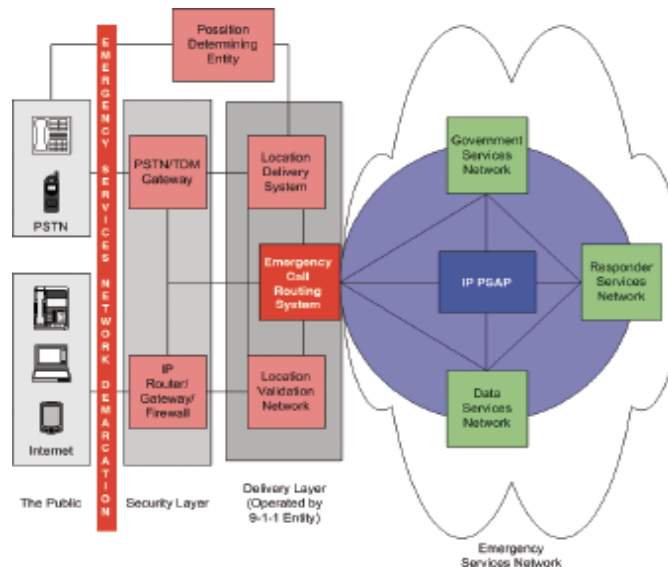 Possition
Determining
Entity
EMERGENCY SERVICES NETWORK DEMARCATION
PSTN
PSTN/TDM
Gateway
Location
Delivery
System
Emergency
Call
Routing
System
Government
Services
Network
IP PSAP
Responder
Services
Network
IP
Router/
Gateway/
Firewall
Location
Validation
Network
Data
Services
Network
Internet
The Public
Security Layer
Delivery Layer
(Operated by
9-1-1 Entity)
Emergency
Services Network